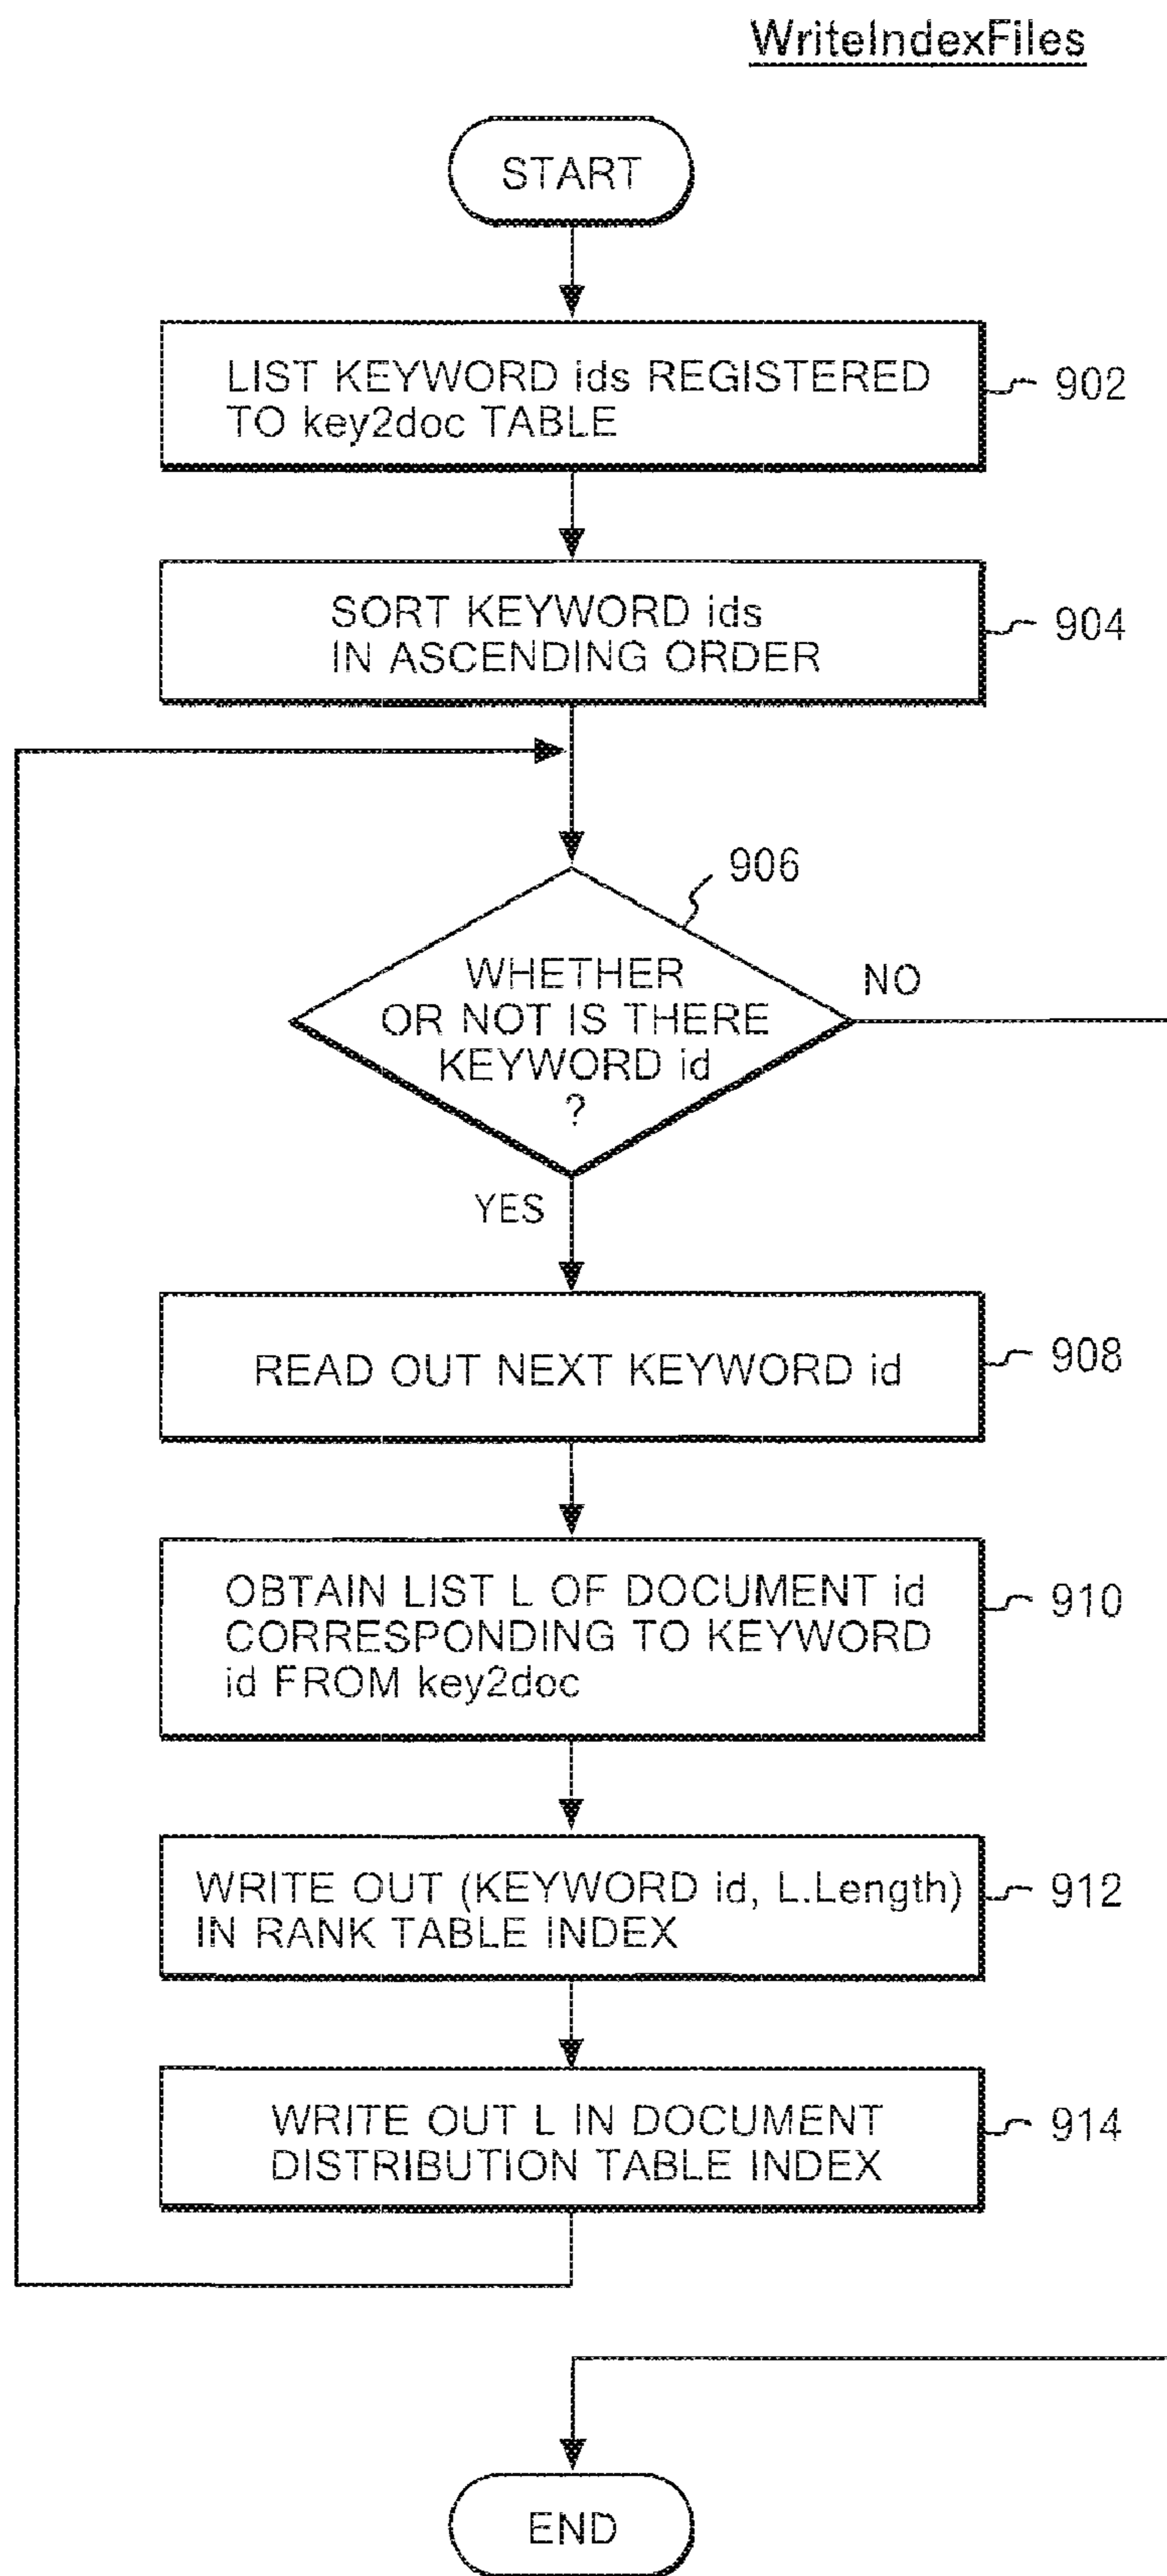 WriteIndexFiles
START
LIST KEYWORD ids REGISTERED
TO key2doc TABLE
902
SORT KEYWORD ids
IN ASCENDING ORDER
904
906
WHETHER
OR NOT IS THERE
KEYWORD id
?
NO
YES
READ OUT NEXT KEYWORD id
908
OBTAIN LIST L OF DOCUMENT id
CORRESPONDING TO KEYWORD
id FROM key2doc
910
WRITE OUT (KEYWORD id, L.Length)
IN RANK TABLE INDEX
912
WRITE OUT L IN DOCUMENT
DISTRIBUTION TABLE INDEX
914
END